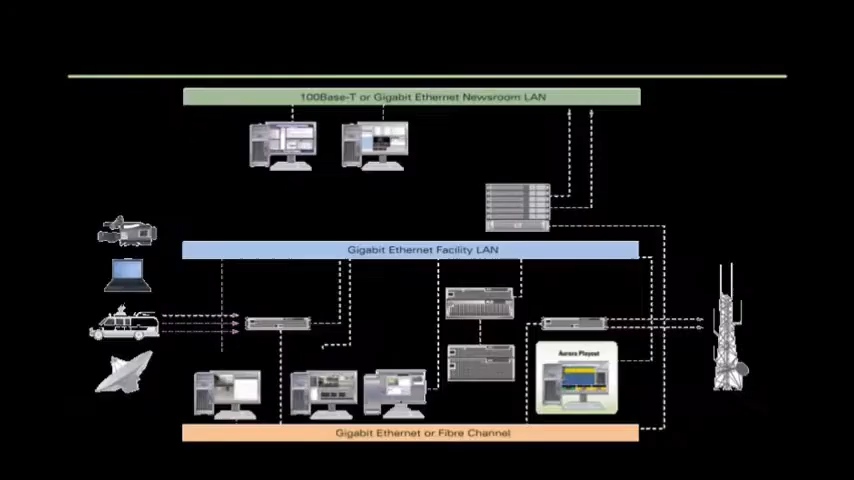 100Base-T or Gigabit Ethernet Newsroom LAN
Gigabit Ethernet Facility LAN
Aurora Playout
Gigabit Ethernet or Fibre Channel